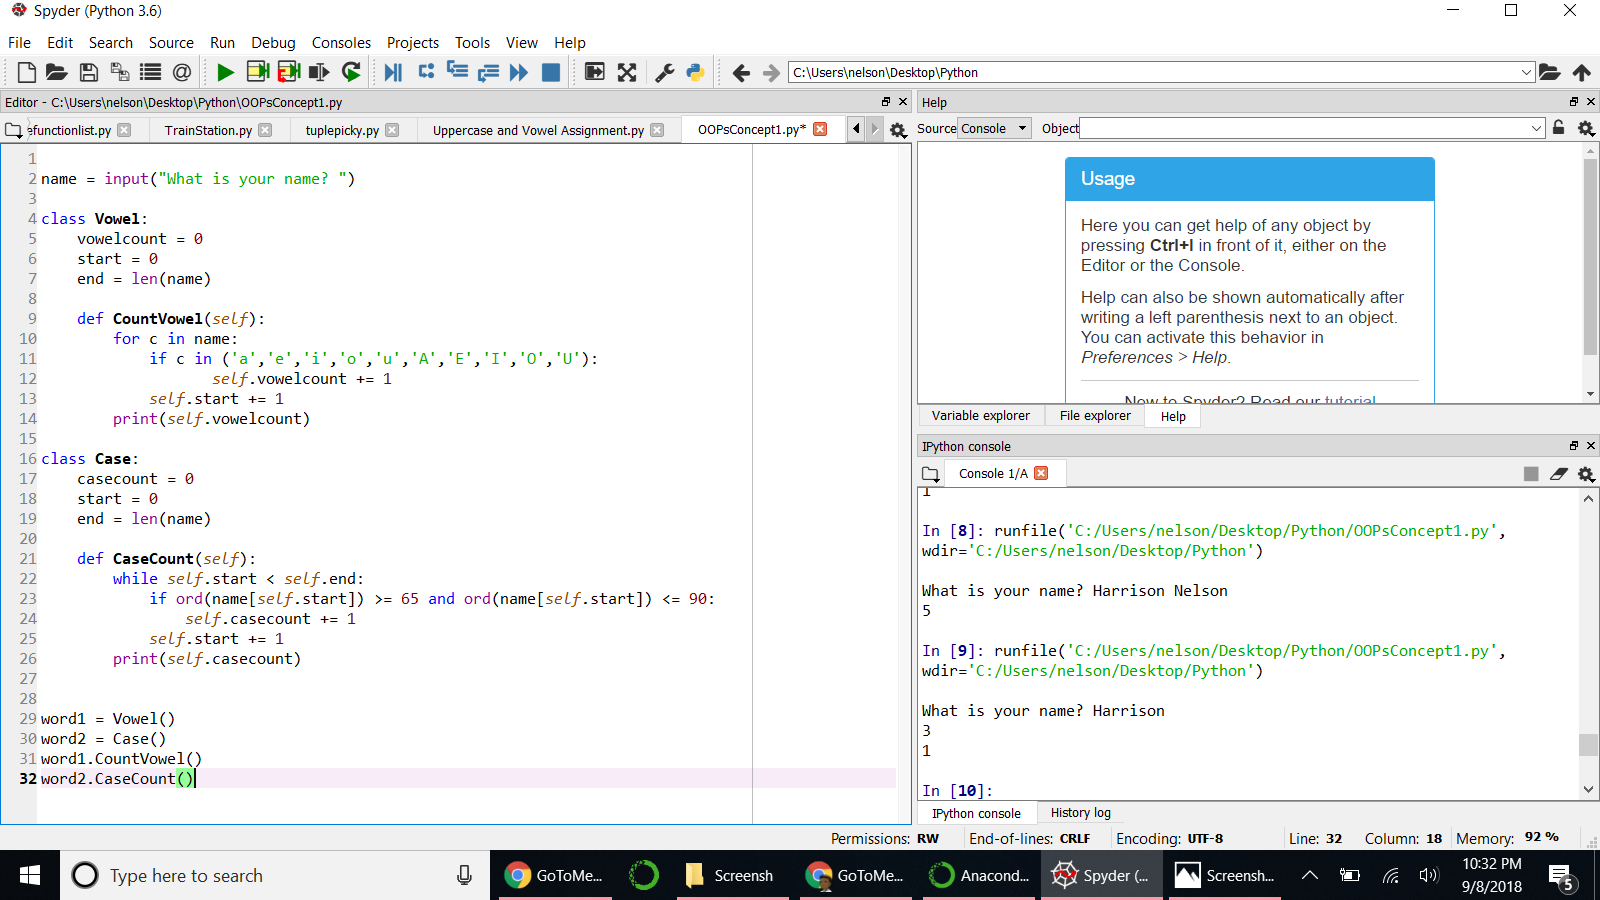 Spyder (Python 3.6)
File Edit Search Source Run Debug Consoles Projects Tools View Help
C:\Users\nelson\Desktop\Python
Editor - C:\Users\nelson\Desktop\Python\OOPsConcept1.py
efunctionlist.py TrainStation.py tuplepicky.py Uppercase and Vowel Assignment.py OOPsConcept1.py*
1
2 name = input("What is your name? ")
3
4 class Vowel:
5     vowelcount = 0
6     start = 0
7     end = len(name)
8
9     def CountVowel(self):
10         for c in name:
11             if c in ('a','e','i','o','u','A','E','I','O','U'):
12                    self.vowelcount += 1
13             self.start += 1
14         print(self.vowelcount)
15
16 class Case:
17     casecount = 0
18     start = 0
19     end = len(name)
20
21     def CaseCount(self):
22         while self.start < self.end:
23             if ord(name[self.start]) >= 65 and ord(name[self.start]) <= 90:
24                 self.casecount += 1
25             self.start += 1
26         print(self.casecount)
27
28
29 word1 = Vowel()
30 word2 = Case()
31 word1.CountVowel()
32 word2.CaseCount()
Help
Source Console Object
Usage
Here you can get help of any object by
pressing Ctrl+I in front of it, either on the
Editor or the Console.
Help can also be shown automatically after
writing a left parenthesis next to an object.
You can activate this behavior in
Preferences > Help.
New to Spyder? Read our tutorial
Variable explorer File explorer Help
IPython console
Console 1/A
1
In [8]: runfile('C:/Users/nelson/Desktop/Python/OOPsConcept1.py',
wdir='C:/Users/nelson/Desktop/Python')
What is your name? Harrison Nelson
5
In [9]: runfile('C:/Users/nelson/Desktop/Python/OOPsConcept1.py',
wdir='C:/Users/nelson/Desktop/Python')
What is your name? Harrison
3
1
In [10]:
IPython console History log
Permissions: RW End-of-lines: CRLF Encoding: UTF-8 Line: 32 Column: 18 Memory: 92 %
Type here to search
GoToMe... Screensh GoToMe... Anacond... Spyder (... Screensh...
10:32 PM
9/8/2018
5